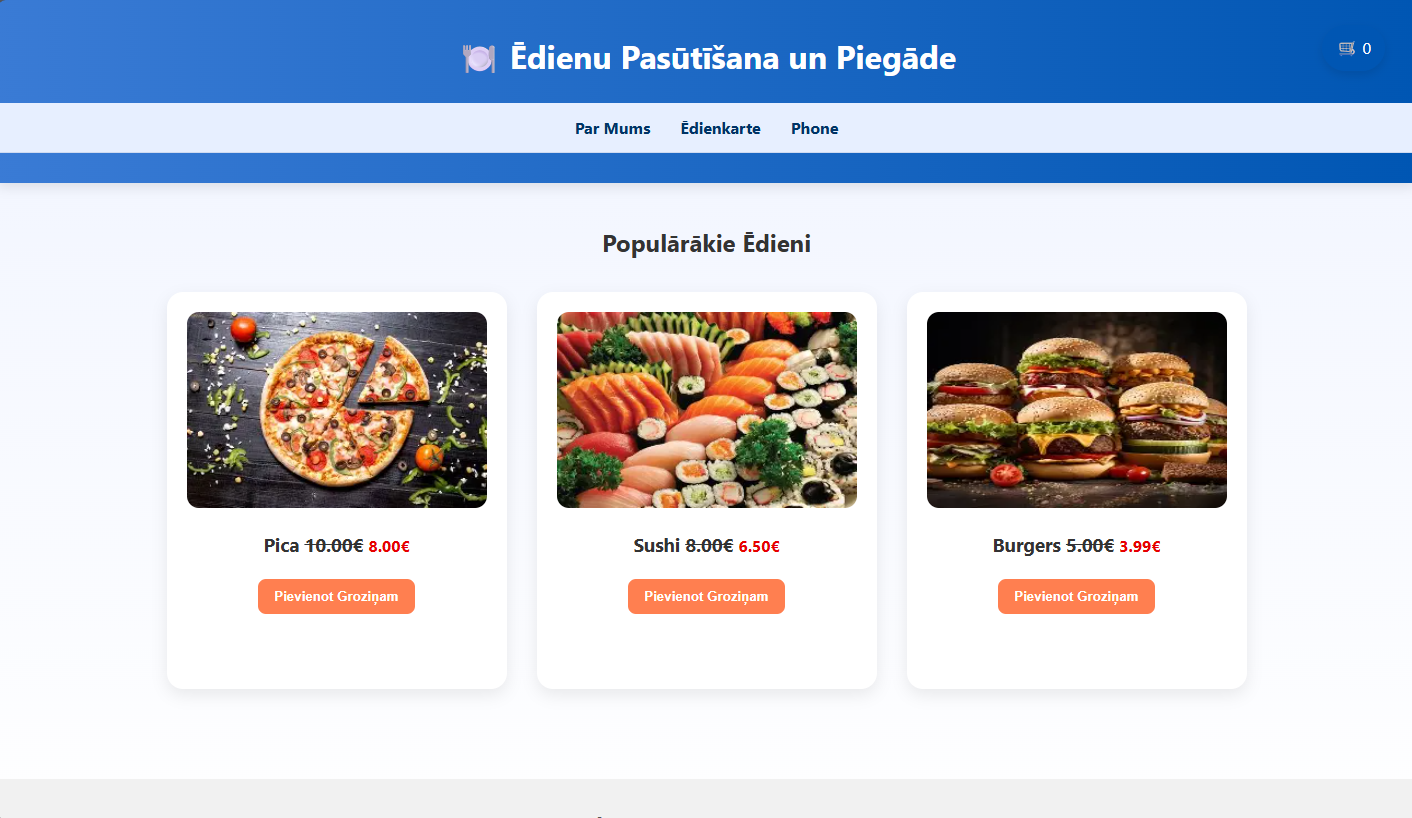 🍽️ Ēdienu Pasūtīšana un Piegāde
🛒 0
Par Mums Ēdienkarte Phone
Populārākie Ēdieni
Pica 10.00€ 8.00€
Pievienot Groziņam
Sushi 8.00€ 6.50€
Pievienot Groziņam
Burgers 5.00€ 3.99€
Pievienot Groziņam